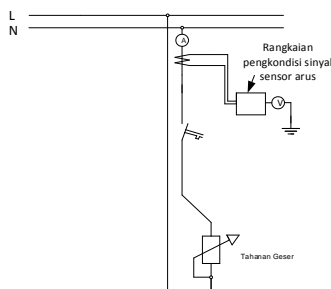 L
N
A
Rangkaian
pengkondisi sinyal
sensor arus
V
Tahanan Geser